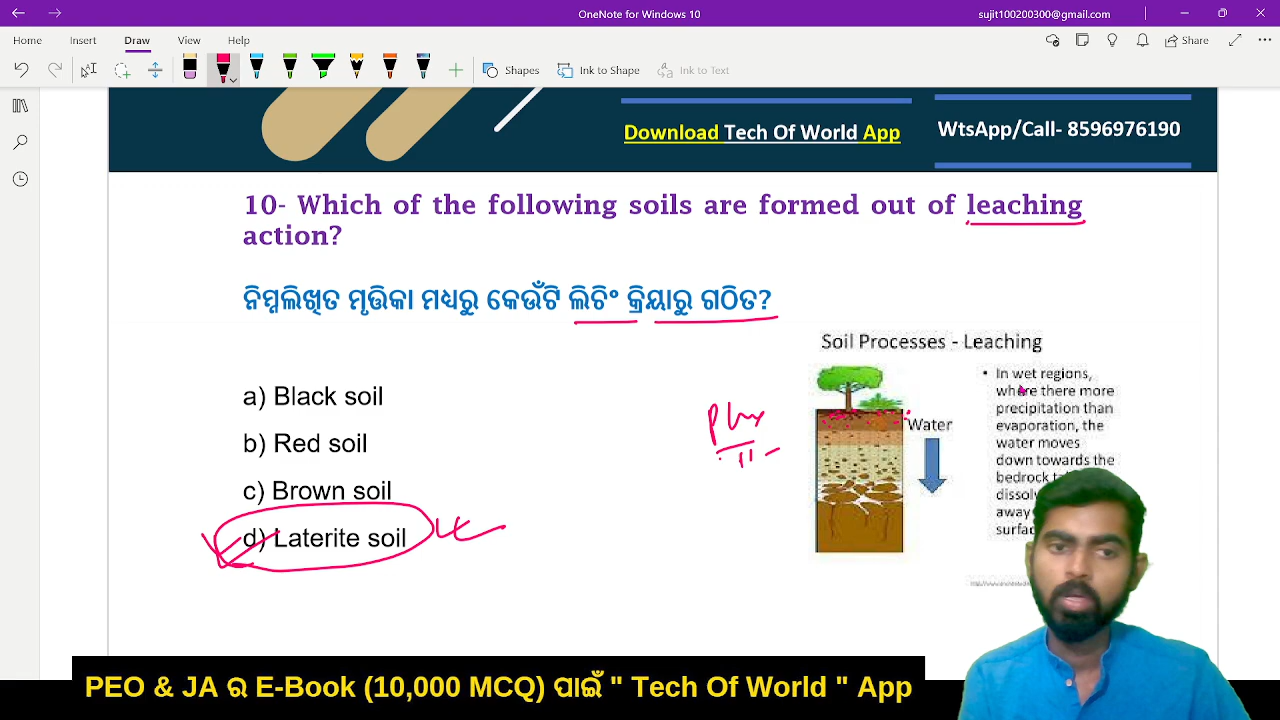 OneNote for Windows 10
sujit100200300@gmail.com
Home Insert Draw View Help
Share
Shapes Ink to Shape Ink to Text
Download Tech Of World App
WtsApp/Call- 8596976190
10- Which of the following soils are formed out of leaching
action?
ନିମ୍ନଲିଖିତ ମୃତ୍ତିକା ମଧ୍ୟରୁ କେଉଁଟି ଲିଚିଂ କ୍ରିୟାରୁ ଗଠିତ?
a) Black soil
b) Red soil
c) Brown soil
d) Laterite soil
Soil Processes - Leaching
Water
• In wet regions,
where there more
precipitation than
evaporation, the
water moves
down towards the
bedrock
away
PEO & JA ର E-Book (10,000 MCQ) ପାଇଁ " Tech Of World " App